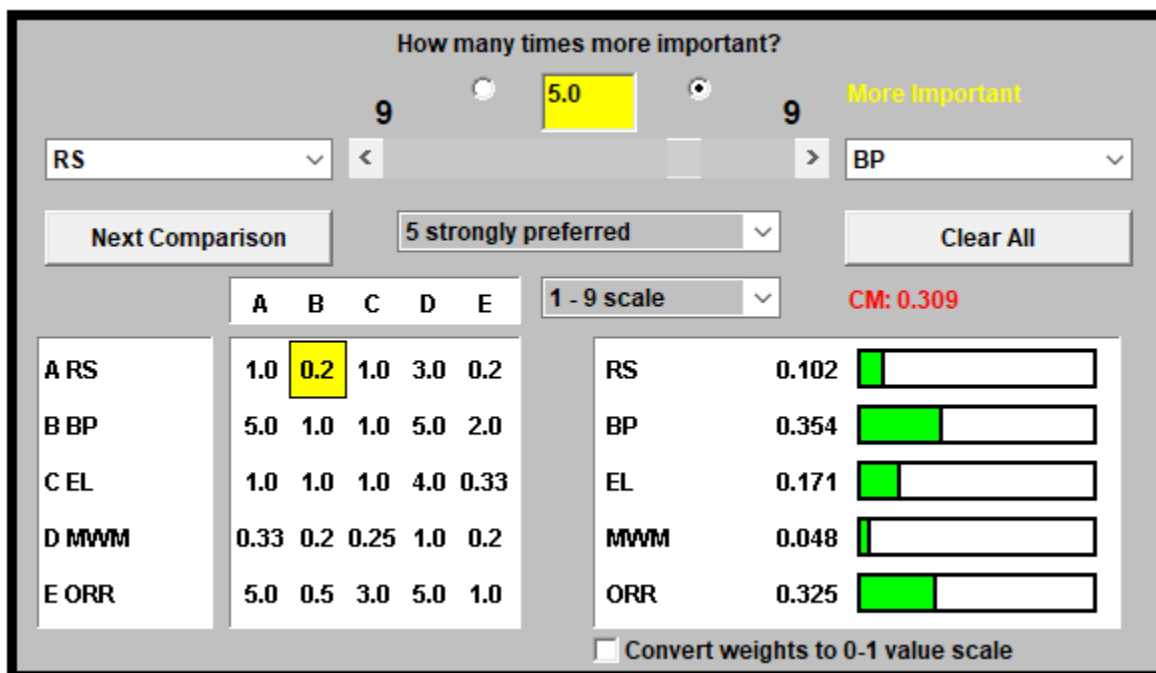 How many times more important?
9 5.0 9 More Important
RS < > BP
Next Comparison 5 strongly preferred Clear All
A B C D E 1 - 9 scale CM: 0.309
A RS 1.0 0.2 1.0 3.0 0.2 RS 0.102
B BP 5.0 1.0 1.0 5.0 2.0 BP 0.354
C EL 1.0 1.0 1.0 4.0 0.33 EL 0.171
D MWM 0.33 0.2 0.25 1.0 0.2 MWM 0.048
E ORR 5.0 0.5 3.0 5.0 1.0 ORR 0.325
Convert weights to 0-1 value scale